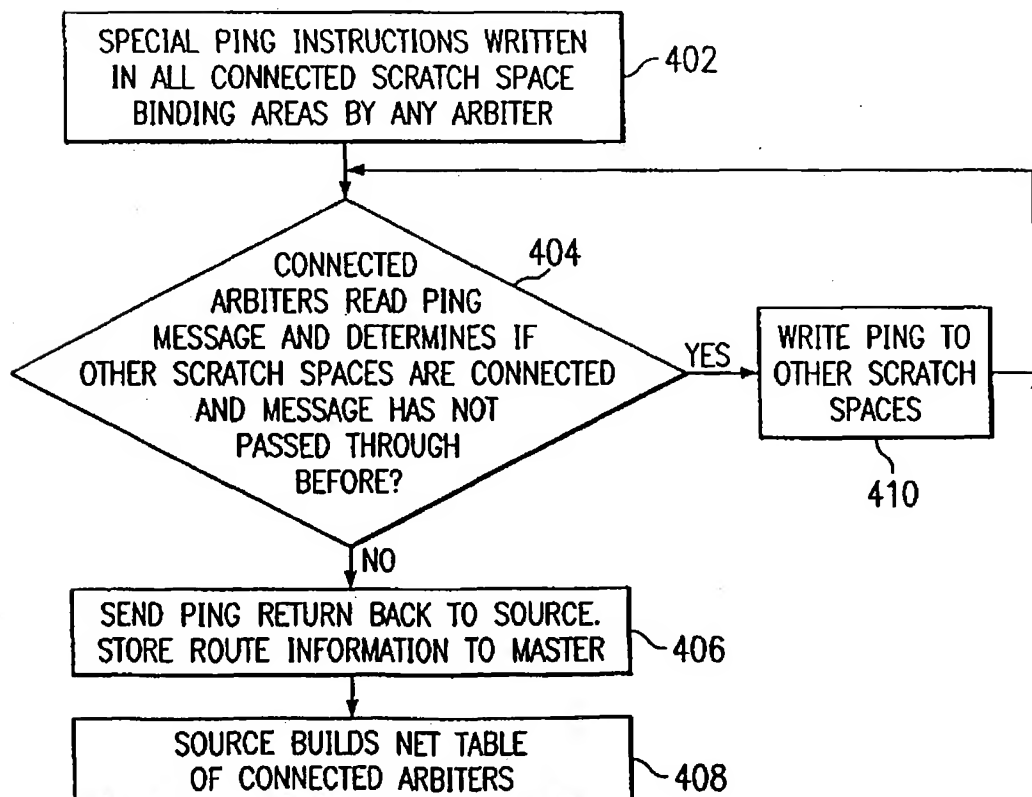 SPECIAL PING INSTRUCTIONS WRITTEN
IN ALL CONNECTED SCRATCH SPACE
BINDING AREAS BY ANY ARBITER
402
CONNECTED
ARBITERS READ PING
MESSAGE AND DETERMINES IF
OTHER SCRATCH SPACES ARE CONNECTED
AND MESSAGE HAS NOT
PASSED THROUGH
BEFORE?
404
YES
WRITE PING TO
OTHER SCRATCH
SPACES
410
NO
SEND PING RETURN BACK TO SOURCE.
STORE ROUTE INFORMATION TO MASTER
406
SOURCE BUILDS NET TABLE
OF CONNECTED ARBITERS
408